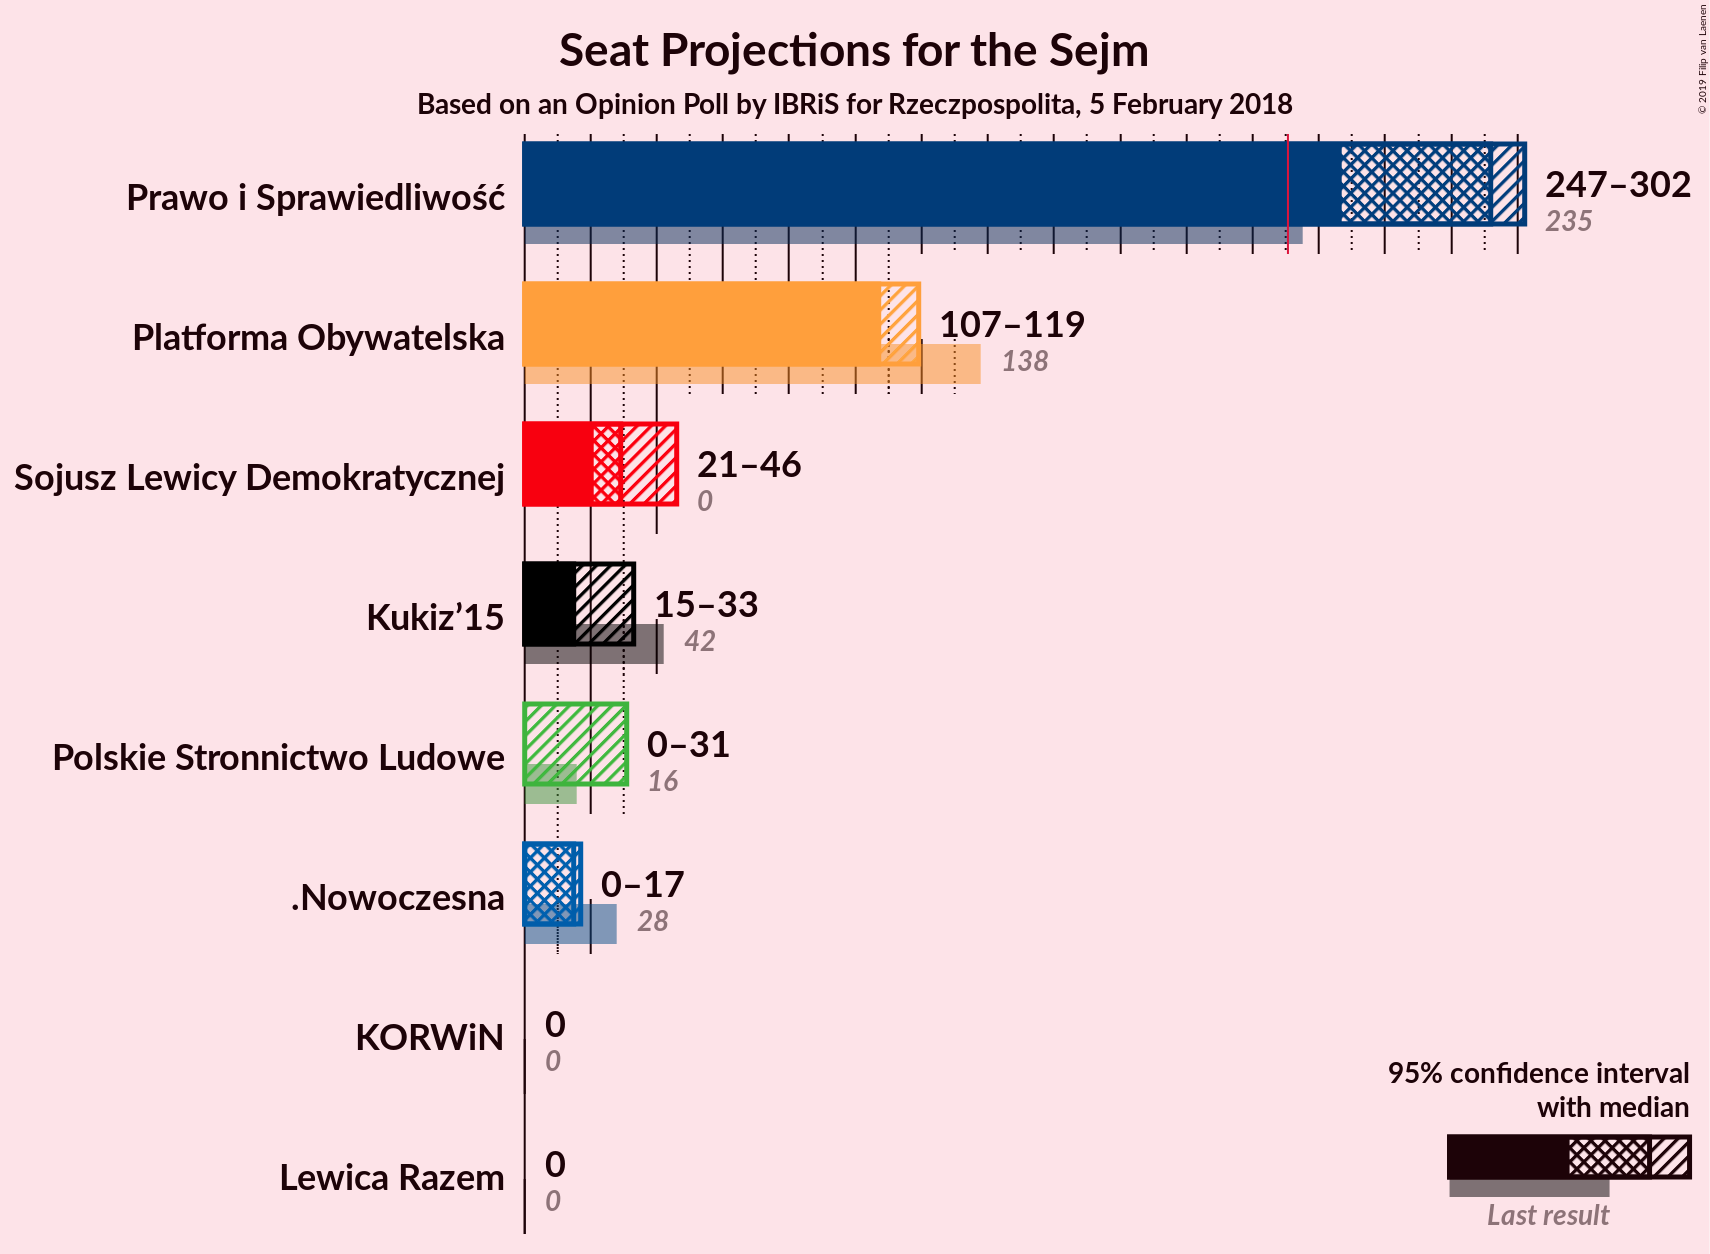 Seat Projections for the Sejm
Based on an Opinion Poll by IBRiS for Rzeczpospolita, 5 February 2018
© 2019 Filip van Laenen
Prawo i Sprawiedliwość
247–302
235
Platforma Obywatelska
107–119
138
Sojusz Lewicy Demokratycznej
21–46
0
Kukiz’15
15–33
42
Polskie Stronnictwo Ludowe
0–31
16
.Nowoczesna
0–17
28
KORWiN
0
0
Lewica Razem
0
0
95% confidence interval
with median
Last result